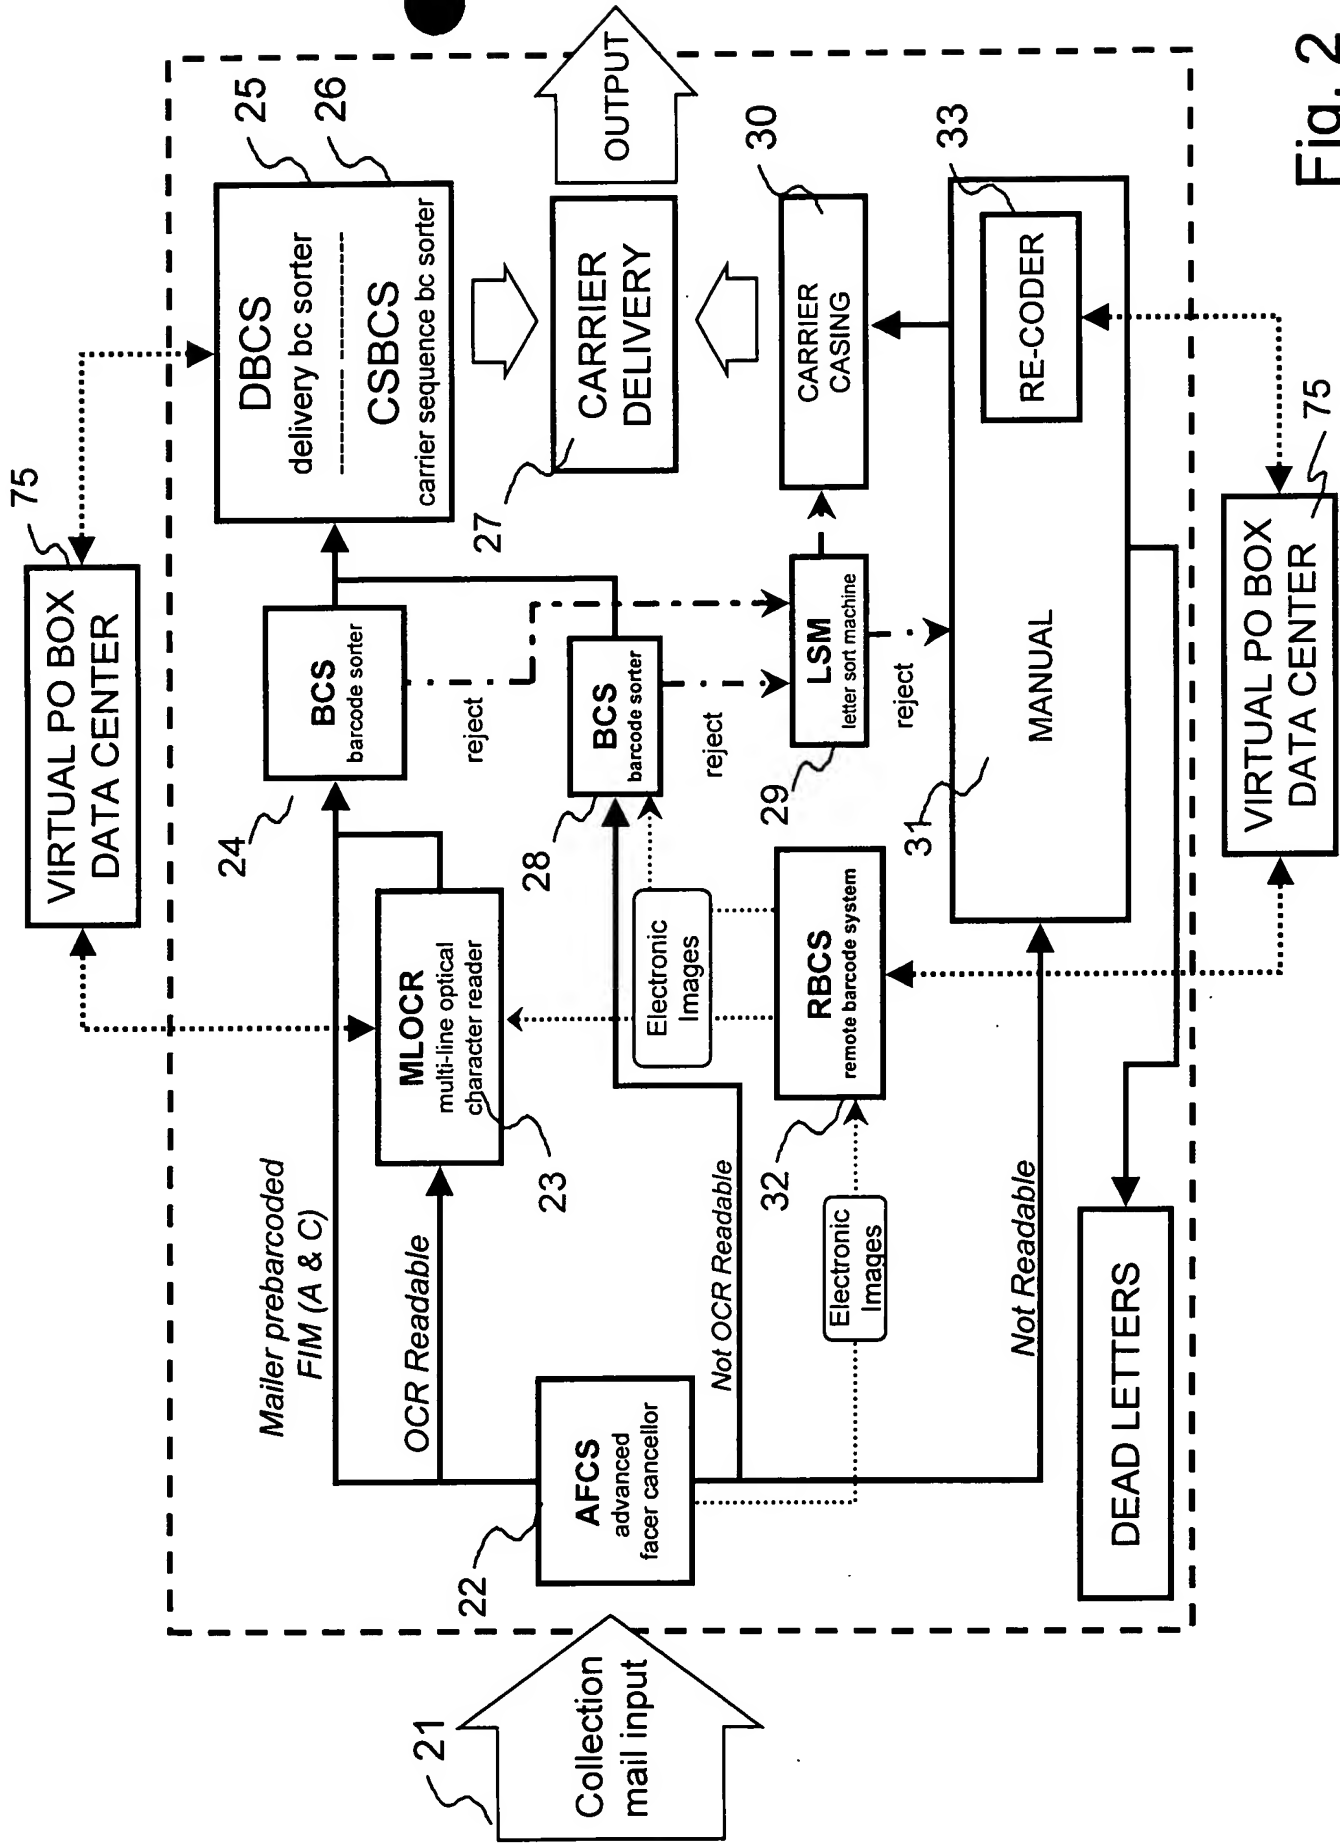 VIRTUAL PO BOX
DATA CENTER
75
Mailer prebarcoded
FIM (A & C)
24
BCS
barcode sorter
reject
DBCS
delivery bc sorter
CSBCS
carrier sequence bc sorter
25
26
OCR Readable
MLOCR
multi-line optical
character reader
23
21
Collection
mail input
22
AFCS
advanced
facer cancellor
27
CARRIER
DELIVERY
OUTPUT
Not OCR Readable
Electronic
Images
28
BCS
barcode sorter
reject
32
RBCS
remote barcode system
Electronic
Images
29
LSM
letter sort machine
reject
CARRIER
CASING
30
Not Readable
31
MANUAL
RE-CODER
33
DEAD LETTERS
VIRTUAL PO BOX
DATA CENTER
75
Fig. 2